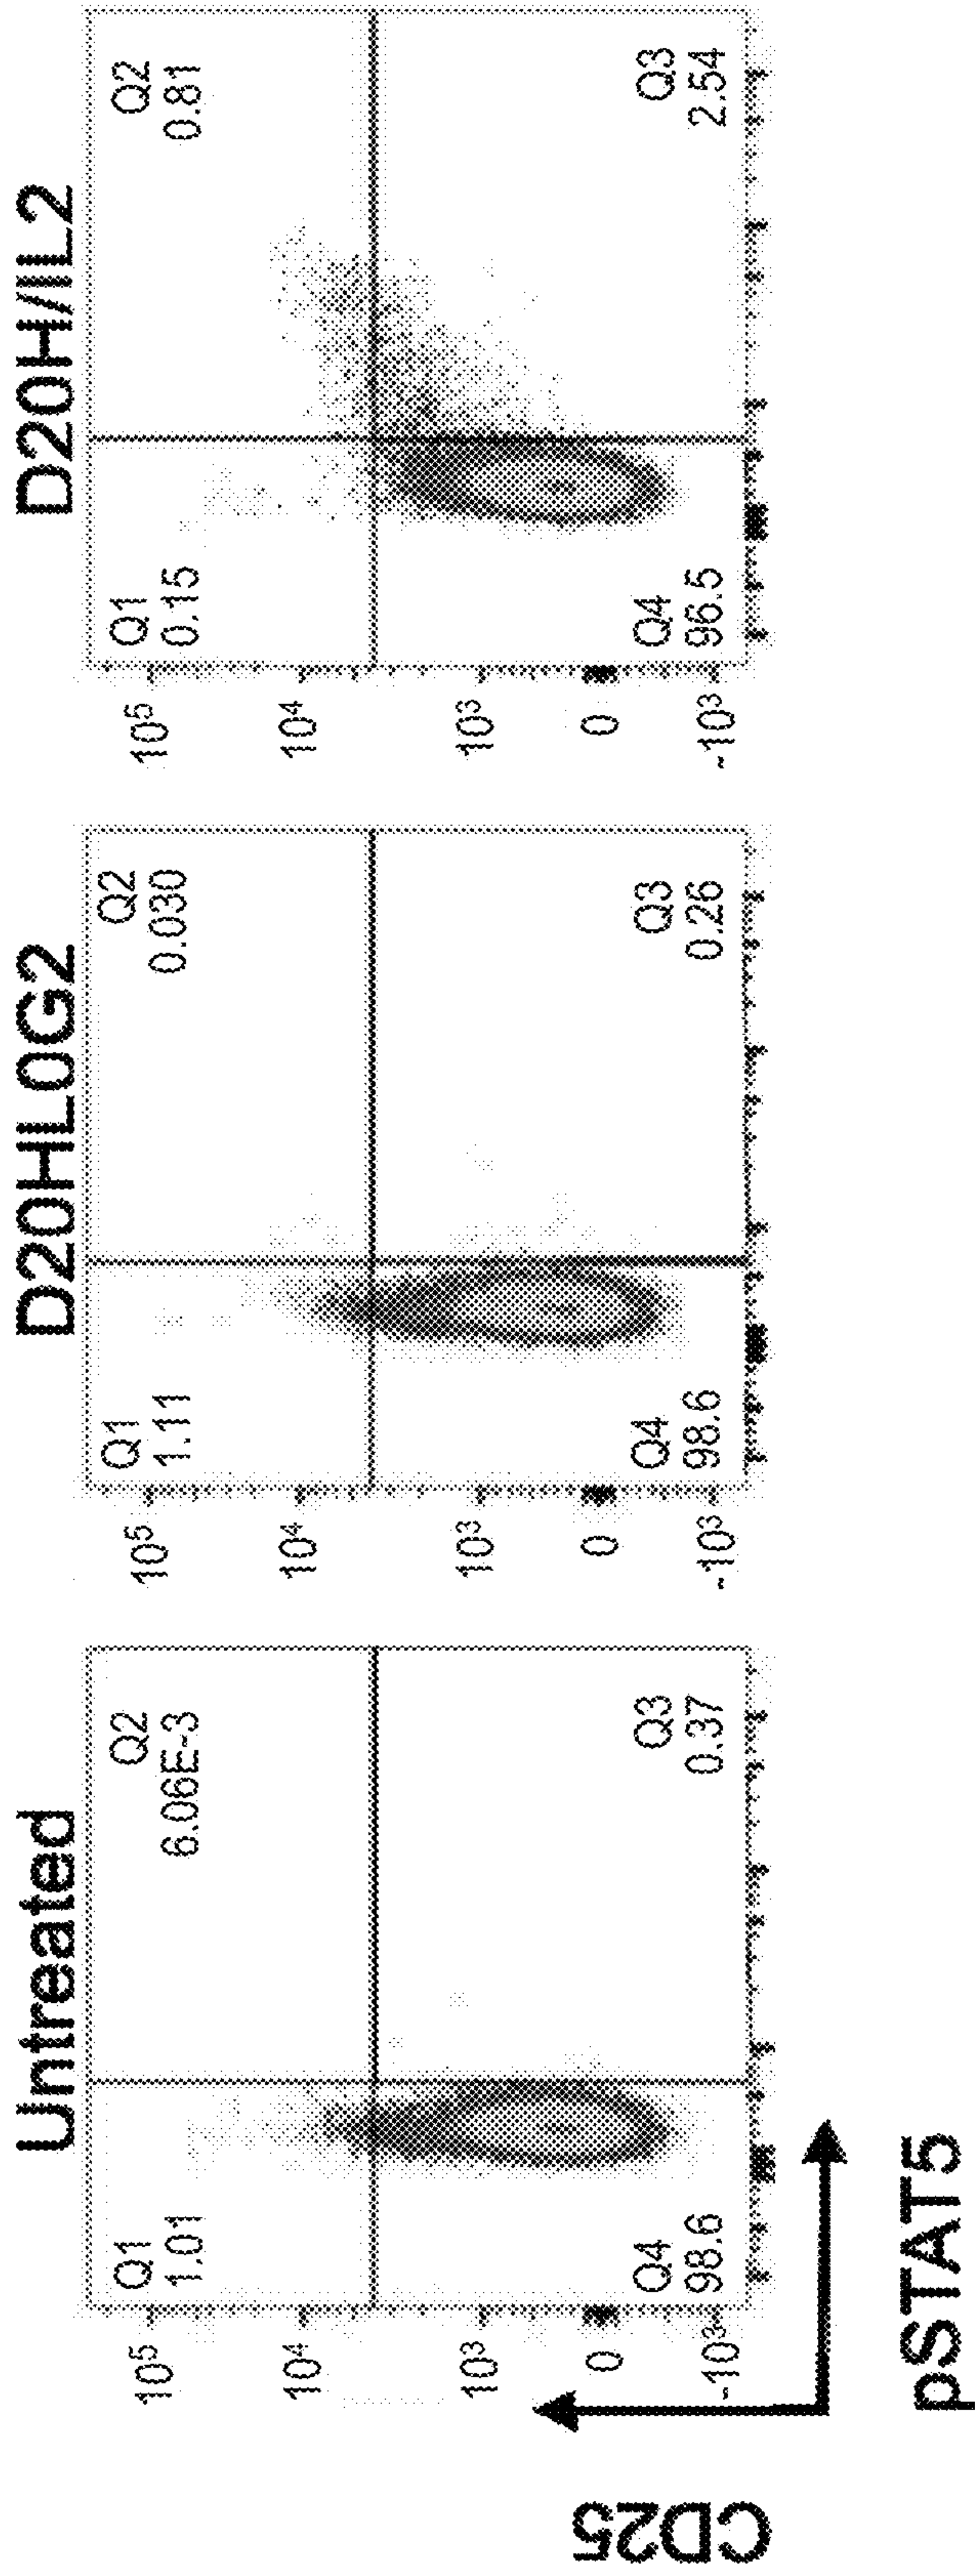 Untreated
Q1
1.01
Q2
6.06E-3
Q4
98.6
Q3
0.37
10⁵
10⁴
10³
0
-10³
D20HL0G2
Q1
1.11
Q2
0.030
Q4
98.6
Q3
0.26
10⁵
10⁴
10³
0
-10³
D20H/IL2
Q1
0.15
Q2
0.81
Q4
96.5
Q3
2.54
10⁵
10⁴
10³
0
-10³
CD25
pSTAT5